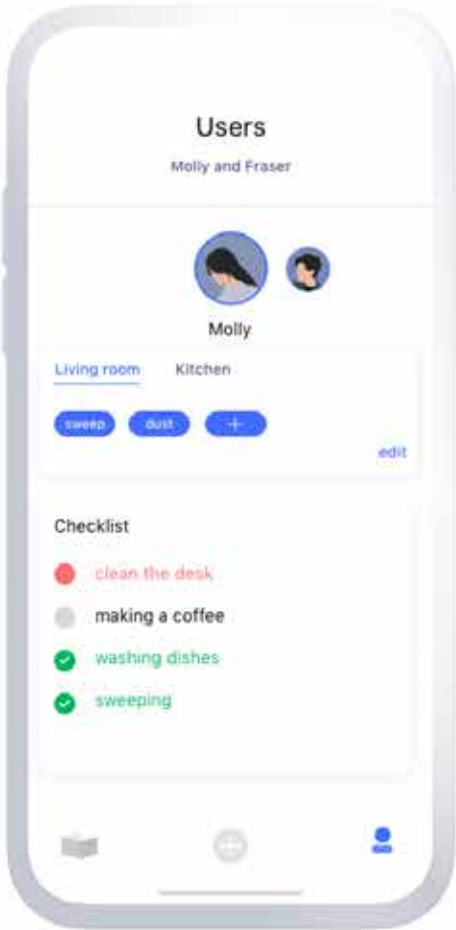 Users
Molly and Fraser
Molly
Living room Kitchen
sweep dust +
edit
Checklist
clean the desk
making a coffee
washing dishes
sweeping